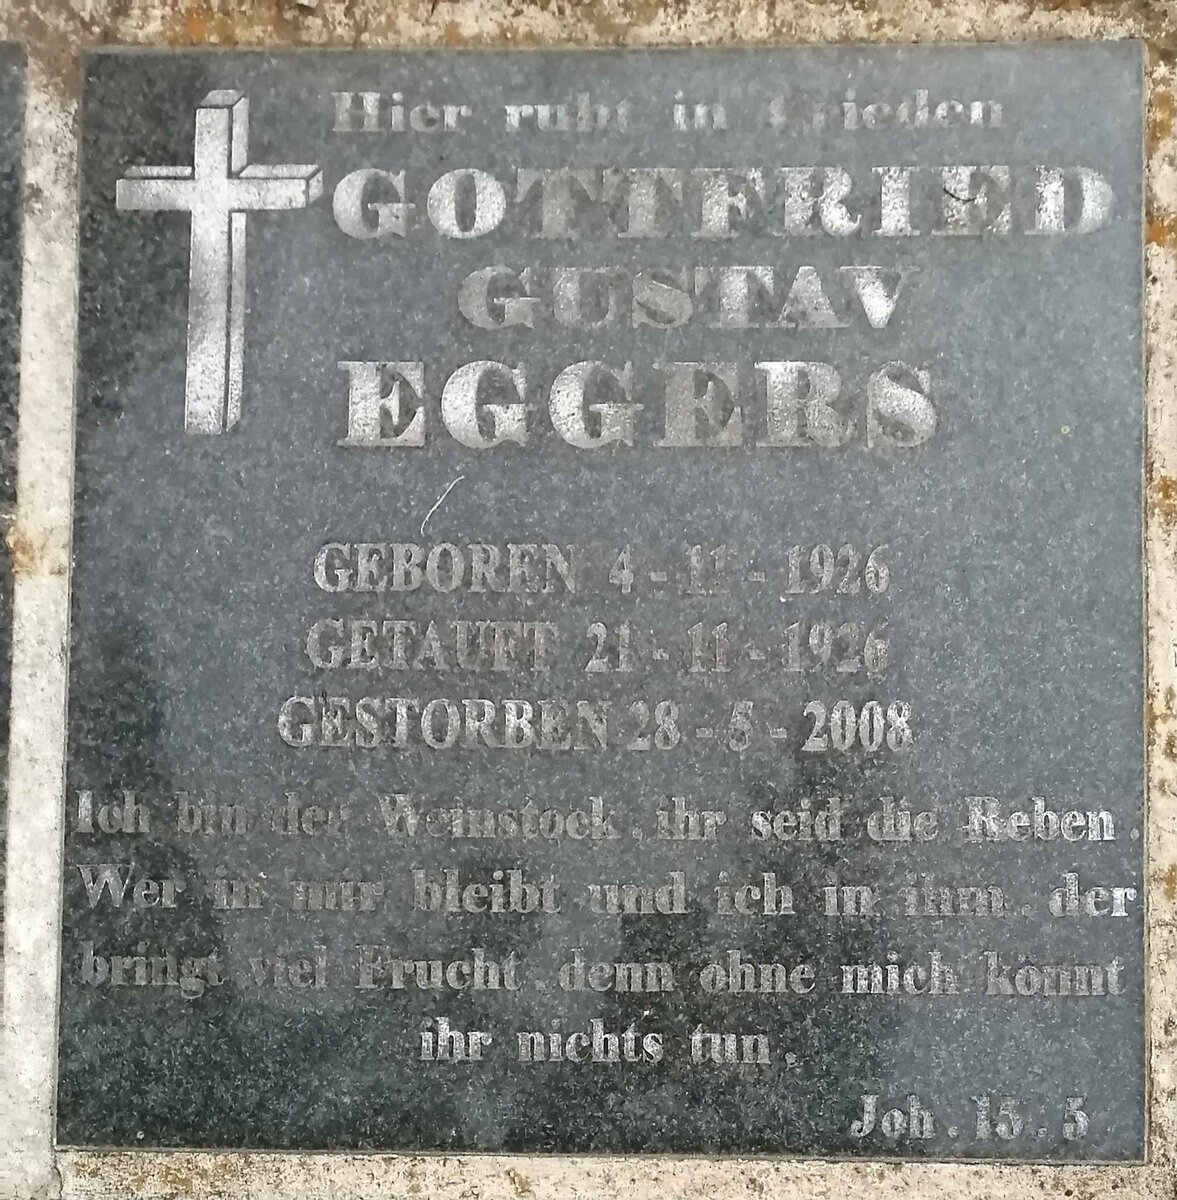 Hier ruht in Frieden
GOTTFRIED
GUSTAV
EGGERS
GEBOREN 4 - 11 - 1926
GETAUFT 21 - 11 - 1926
GESTORBEN 28 - 5 - 2008
Ich bin der Weinstock, ihr seid die Reben.
Wer in mir bleibt und ich in ihm, der
bringt viel Frucht, denn ohne mich konnt
ihr nichts tun.
Joh. 15. 5